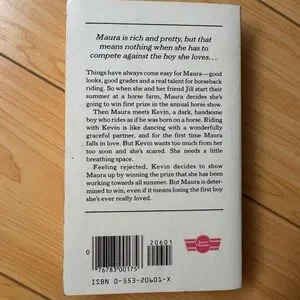 Maura is rich and pretty, but that
means nothing when she has to
compete against the boy she loves...
Things have always come easy for Maura—good
looks, good grades and a real talent for horseback
riding. So when she and her friend Jill start their
summer at a horse farm, Maura decides she's
going to win first prize in the annual horse show.
Then Maura meets Kevin, a dark, handsome
boy who rides as if he was born on a horse. Riding
with Kevin is like dancing with a wonderfully
graceful partner, and for the first time Maura
falls in love. But Kevin wants too much from her
too soon and she's scared. She needs a little
breathing space.
Feeling rejected, Kevin decides to show
Maura up by winning the prize that she has
been working towards all summer. But Maura is
determined to win, even if it means losing the first boy
she's ever really loved.
20601
0
76783 00175
ISBN 0-553-20601-X
Sweet
Dreams